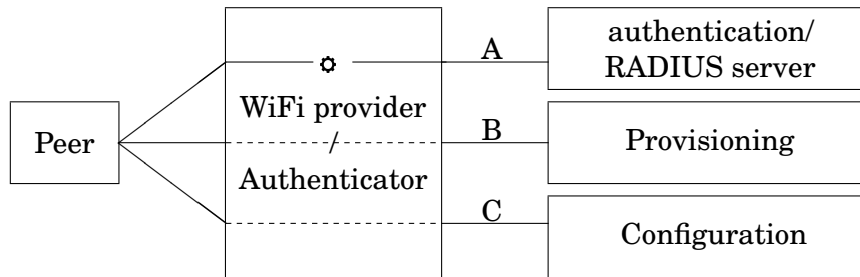 Peer
WiFi provider
/
Authenticator
A
authentication/
RADIUS server
B
Provisioning
C
Configuration